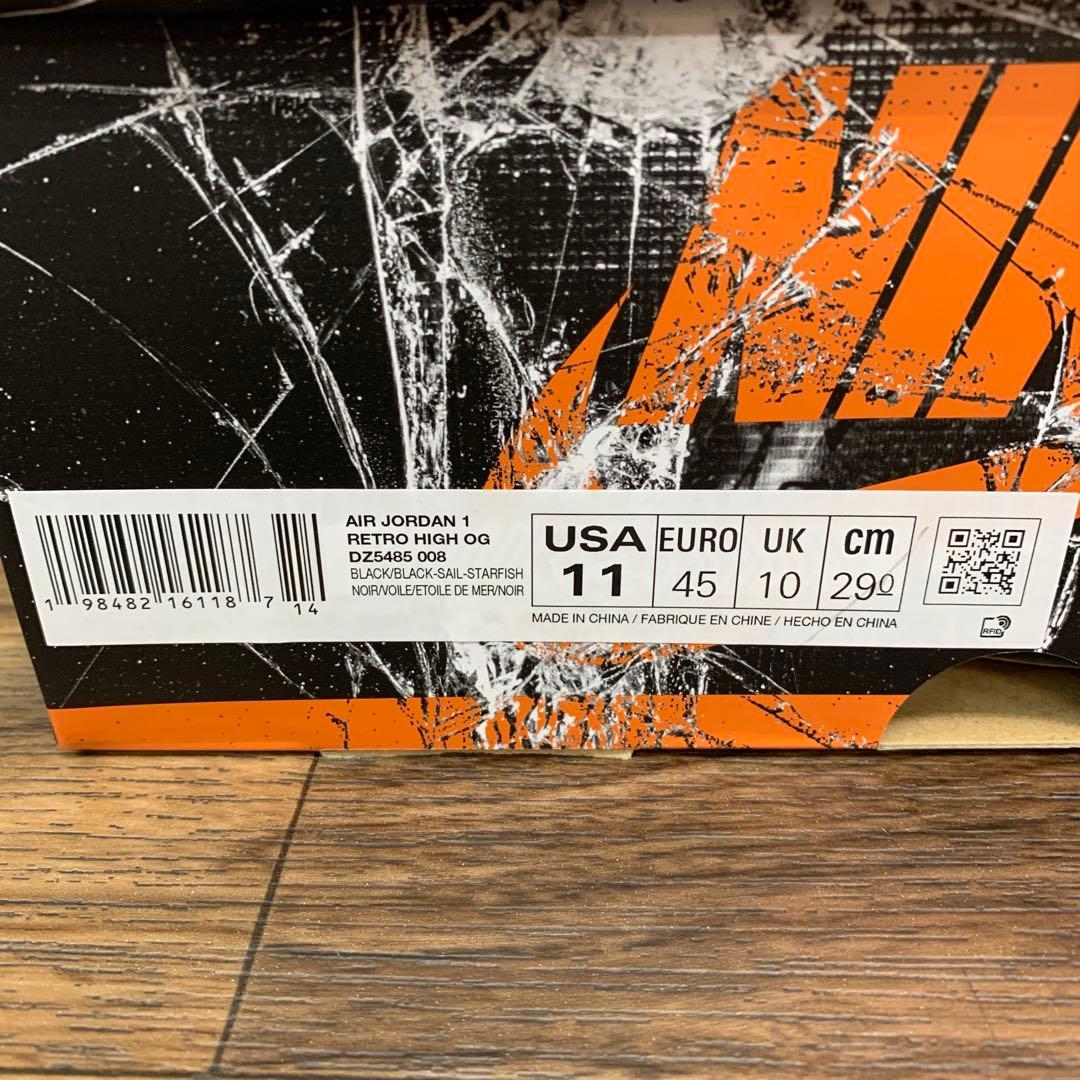 1 98482 16118 7 14
AIR JORDAN 1
RETRO HIGH OG
DZ5485 008
BLACK/BLACK-SAIL-STARFISH
NOIR/VOILE/ETOILE DE MER/NOIR
USA EURO UK cm
11 45 10 290
MADE IN CHINA / FABRIQUE EN CHINE / HECHO EN CHINA
RFID